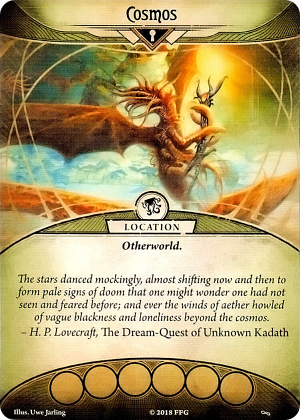 Cosmos
LOCATION
Otherworld.
The stars danced mockingly, almost shifting now and then to
form pale signs of doom that one might wonder one had not
seen and feared before; and ever the winds of aether howled
of vague blackness and loneliness beyond the cosmos.
– H. P. Lovecraft, The Dream-Quest of Unknown Kadath
Illus. Uwe Jarling
© 2018 FFG